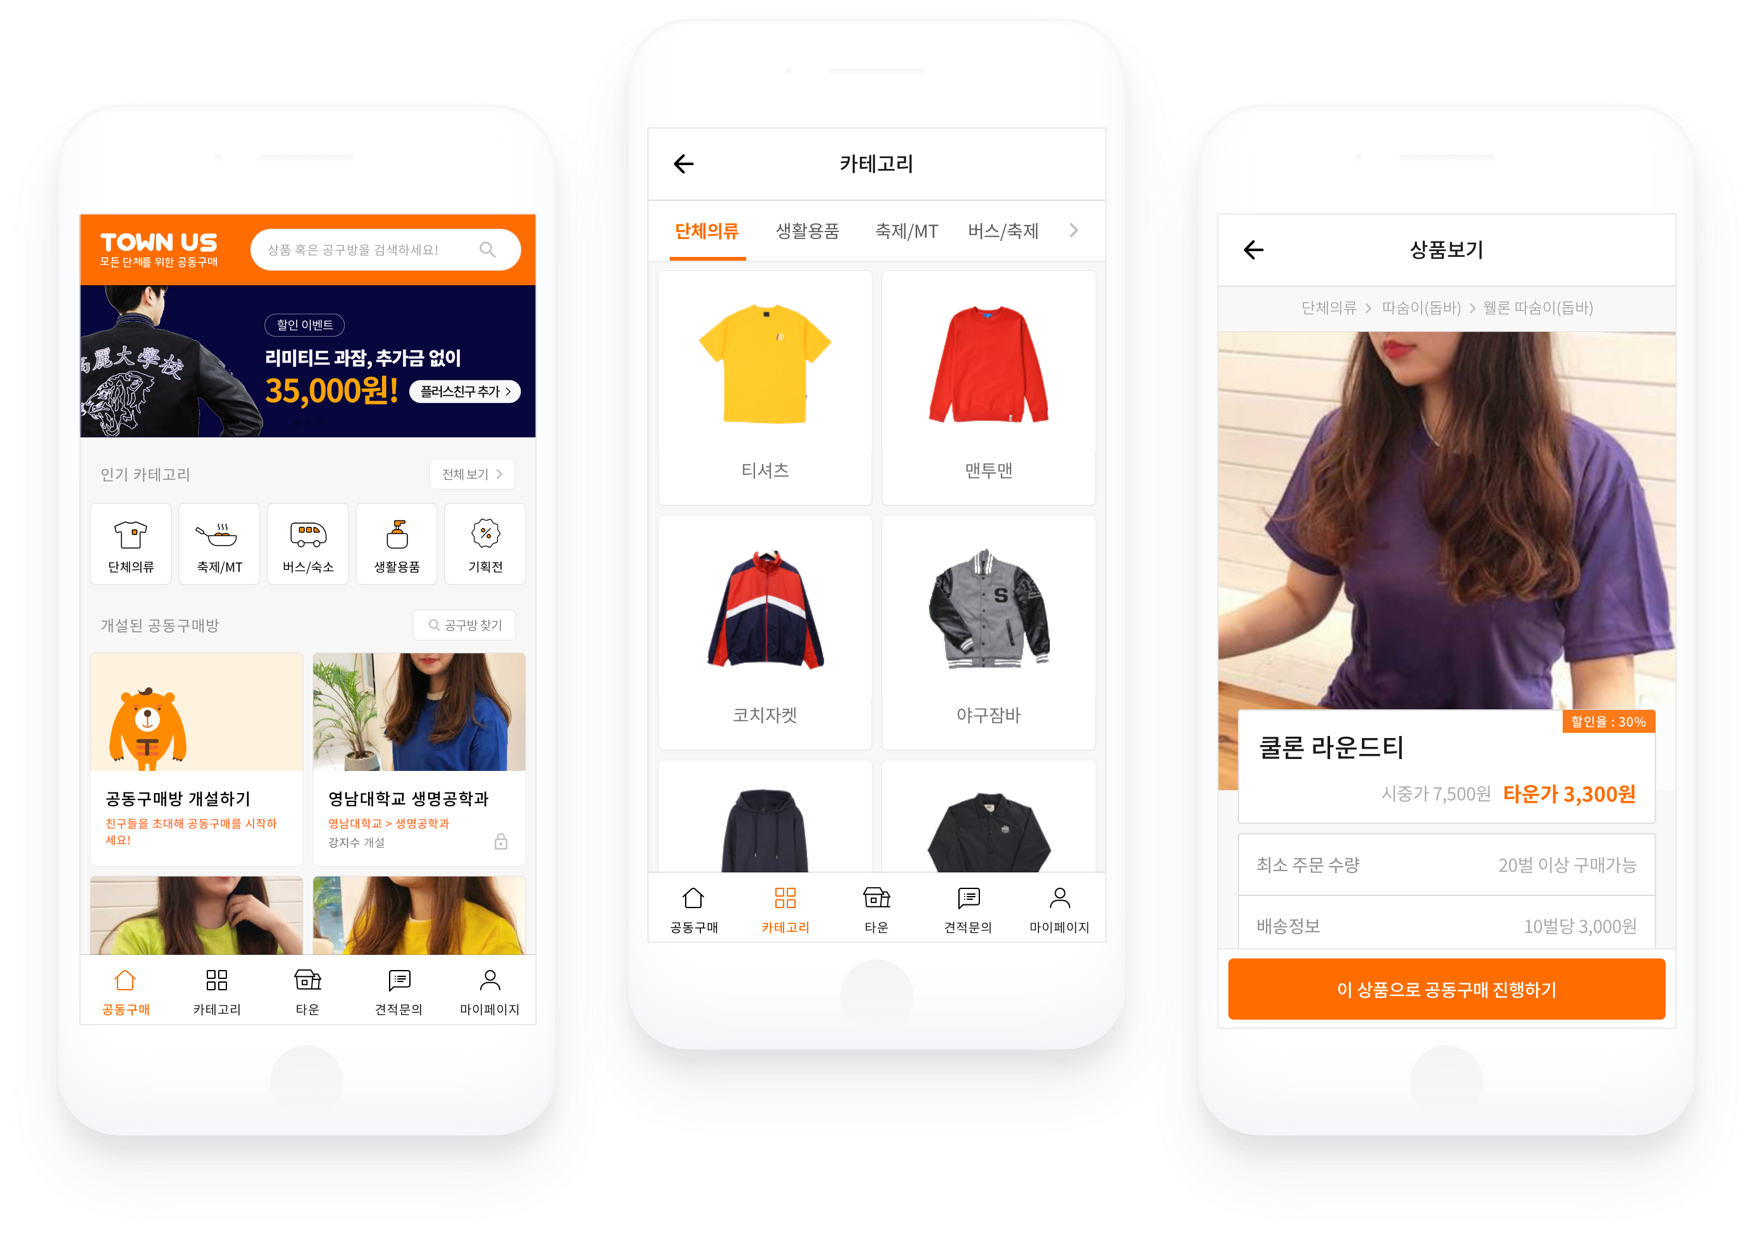 TOWN US
모든 단체를 위한 공동구매
상품 혹은 공구방을 검색하세요!
高麗大學校
할인 이벤트
리미티드 과잠, 추가금 없이
35,000원!
플러스친구 추가 >
인기 카테고리
전체 보기 >
단체의류
축제/MT
버스/숙소
생활용품
기획전
개설된 공동구매방
공구방 찾기
공동구매방 개설하기
친구들을 초대해 공동구매를 시작하
세요!
영남대학교 생명공학과
영남대학교 > 생명공학과
강지수 개설
공동구매
카테고리
타운
견적문의
마이페이지
카테고리
단체의류
생활용품
축제/MT
버스/축제
티셔츠
맨투맨
S
코치자켓
야구잠바
공동구매
카테고리
타운
견적문의
마이페이지
상품보기
단체의류 > 따숨이(돕바) > 웰론 따숨이(돕바)
할인율 : 30%
쿨론 라운드티
시중가 7,500원 타운가 3,300원
최소 주문 수량
20벌 이상 구매가능
배송정보
10벌당 3,000원
이 상품으로 공동구매 진행하기